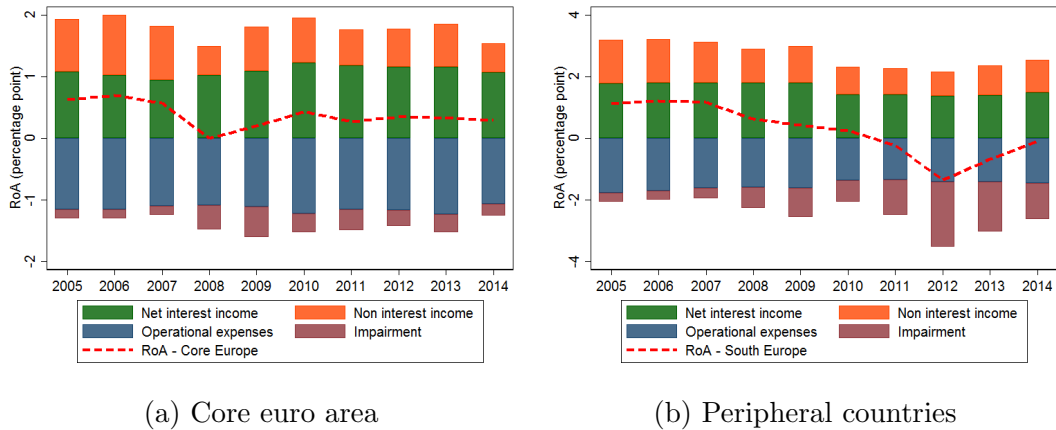 RoA (percentage point)
2
1
0
-1
-2
2005 2006 2007 2008 2009 2010 2011 2012 2013 2014
Net interest income Non interest income
Operational expenses Impairment
RoA - Core Europe
(a) Core euro area
RoA (percentage point)
4
2
0
-2
-4
2005 2006 2007 2008 2009 2010 2011 2012 2013 2014
Net interest income Non interest income
Operational expenses Impairment
RoA - South Europe
(b) Peripheral countries